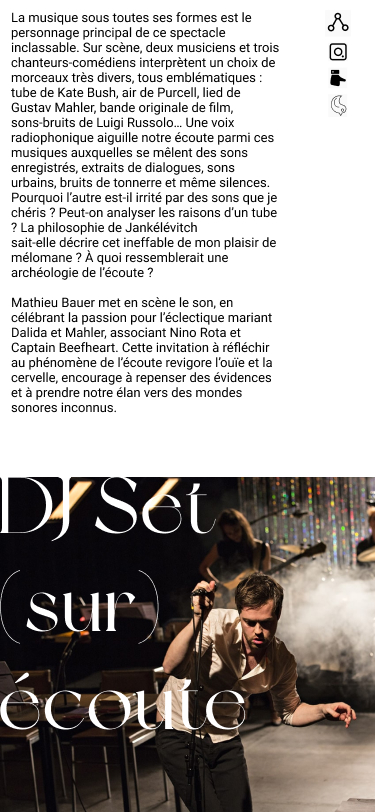 La musique sous toutes ses formes est le
personnage principal de ce spectacle
inclassable. Sur scène, deux musiciens et trois
chanteurs-comédiens interprètent un choix de
morceaux très divers, tous emblématiques :
tube de Kate Bush, air de Purcell, lied de
Gustav Mahler, bande originale de film,
sons-bruits de Luigi Russolo… Une voix
radiophonique aiguille notre écoute parmi ces
musiques auxquelles se mêlent des sons
enregistrés, extraits de dialogues, sons
urbains, bruits de tonnerre et même silences.
Pourquoi l’autre est-il irrité par des sons que je
chéris ? Peut-on analyser les raisons d’un tube
? La philosophie de Jankélévitch
sait-elle décrire cet ineffable de mon plaisir de
mélomane ? À quoi ressemblerait une
archéologie de l’écoute ?
Mathieu Bauer met en scène le son, en
célébrant la passion pour l’éclectique mariant
Dalida et Mahler, associant Nino Rota et
Captain Beefheart. Cette invitation à réfléchir
au phénomène de l’écoute revigore l’ouïe et la
cervelle, encourage à repenser des évidences
et à prendre notre élan vers des mondes
sonores inconnus.
DJ Set
(sur)
écoute